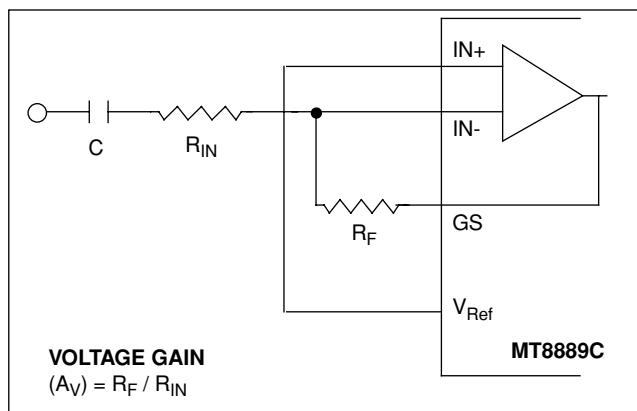 IN+
C
R_IN
IN-
R_F
GS
V_Ref
MT8889C
VOLTAGE GAIN
(A_V) = R_F / R_IN